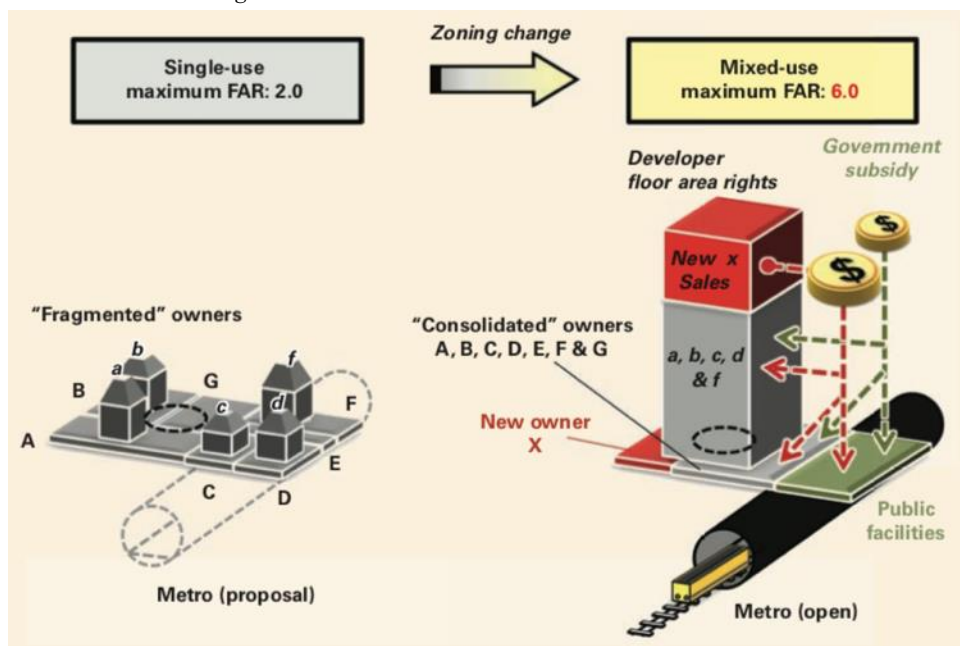 Zoning change
Single-use
maximum FAR: 2.0
Mixed-use
maximum FAR: 6.0
Government
subsidy
Developer
floor area rights
$
$
New x
Sales
"Fragmented" owners
"Consolidated" owners
A, B, C, D, E, F & G
a, b, c, d
& f
b
a
f
B
G
c
d
F
A
New owner
X
E
C
D
Public
facilities
Metro (proposal)
Metro (open)